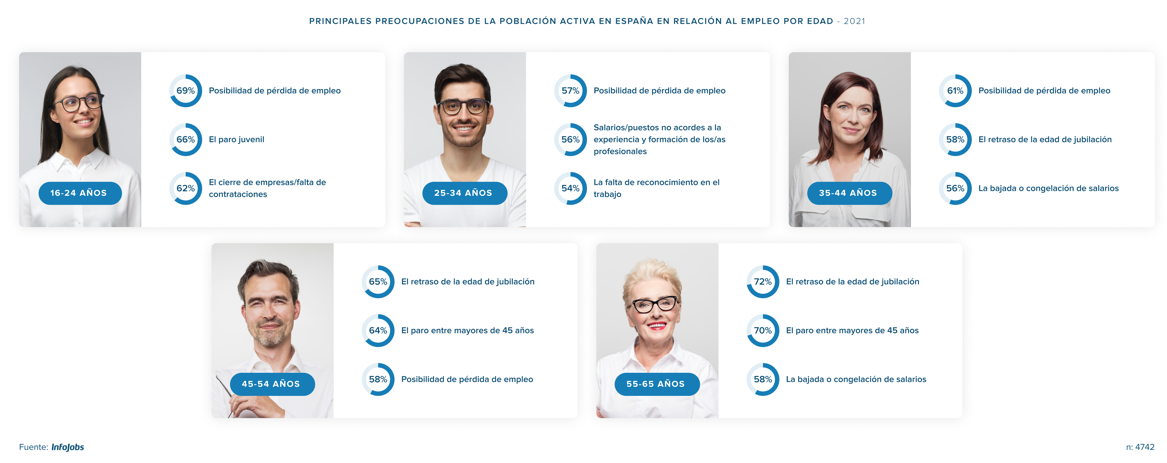 PRINCIPALES PREOCUPACIONES DE LA POBLACIÓN ACTIVA EN ESPAÑA EN RELACIÓN AL EMPLEO POR EDAD - 2021
16-24 AÑOS
69% Posibilidad de pérdida de empleo
66% El paro juvenil
62% El cierre de empresas/falta de
contrataciones
25-34 AÑOS
57% Posibilidad de pérdida de empleo
56% Salarios/puestos no acordes a la
experiencia y formación de los/as
profesionales
54% La falta de reconocimiento en el
trabajo
35-44 AÑOS
61% Posibilidad de pérdida de empleo
58% El retraso de la edad de jubilación
56% La bajada o congelación de salarios
45-54 AÑOS
65% El retraso de la edad de jubilación
64% El paro entre mayores de 45 años
58% Posibilidad de pérdida de empleo
55-65 AÑOS
72% El retraso de la edad de jubilación
70% El paro entre mayores de 45 años
58% La bajada o congelación de salarios
Fuente: InfoJobs
n: 4742